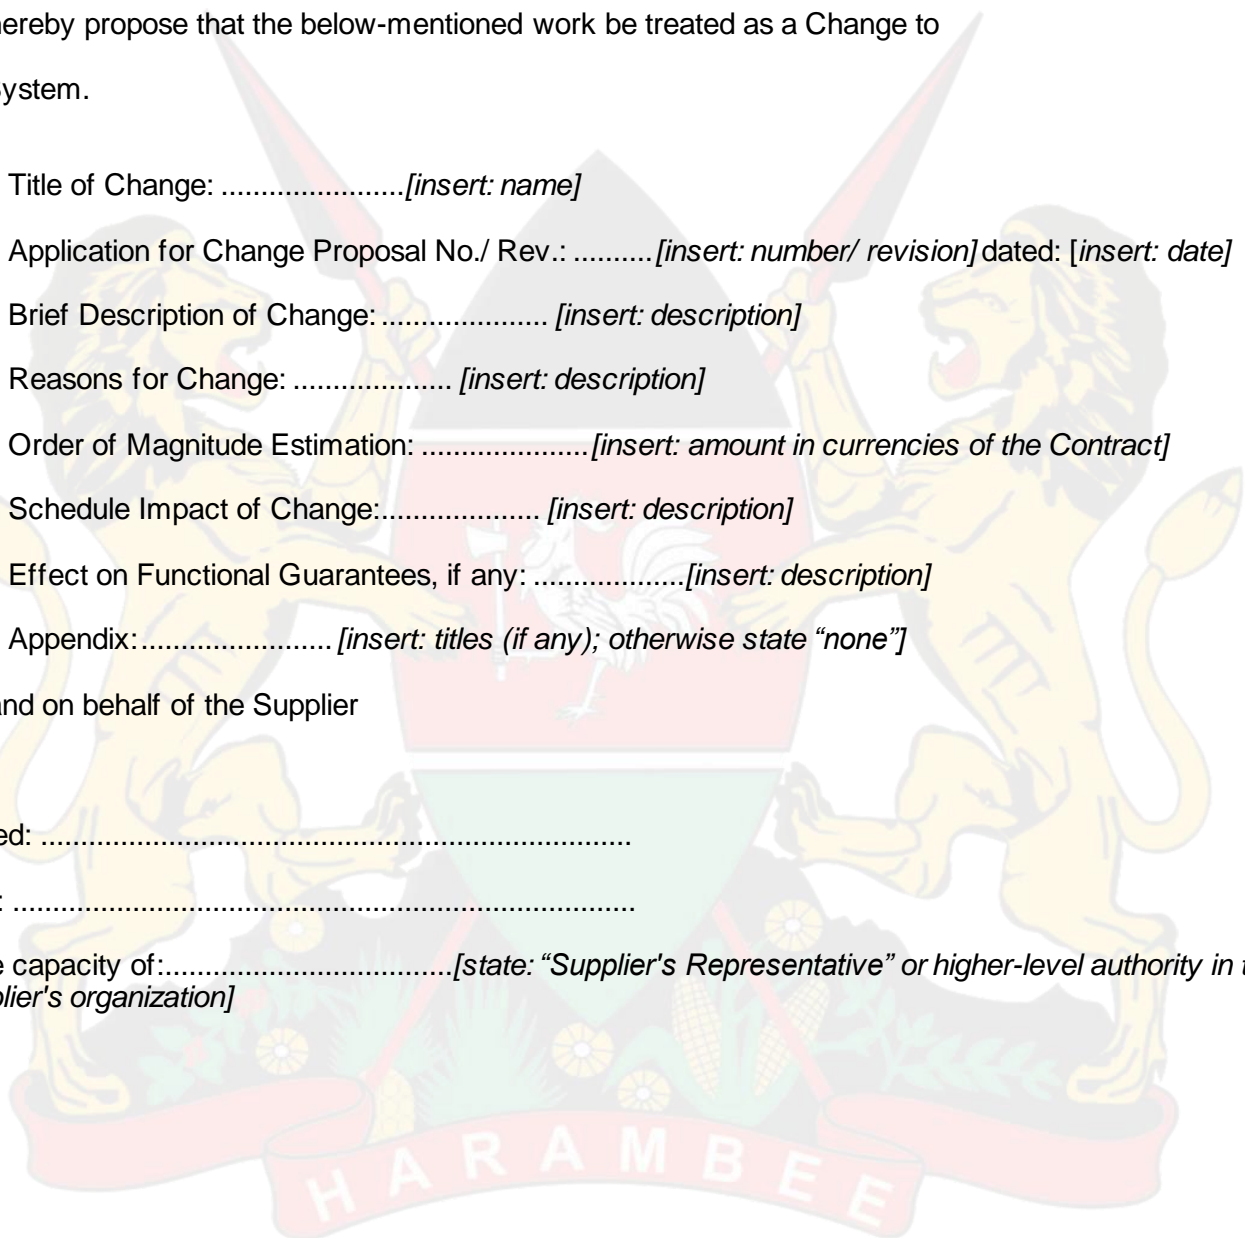 hereby propose that the below-mentioned work be treated as a Change to
System.
Title of Change: .......................[insert: name]
Application for Change Proposal No./ Rev.: ..........[insert: number/ revision] dated: [insert: date]
Brief Description of Change: ..................... [insert: description]
Reasons for Change: .................... [insert: description]
Order of Magnitude Estimation: .....................[insert: amount in currencies of the Contract]
Schedule Impact of Change:.................... [insert: description]
Effect on Functional Guarantees, if any: ...................[insert: description]
Appendix:........................ [insert: titles (if any); otherwise state “none”]
and on behalf of the Supplier
ed: ..........................................................................
: ..............................................................................
e capacity of:....................................[state: “Supplier's Representative” or higher-level authority in t
plier's organization]
HARAMBEE